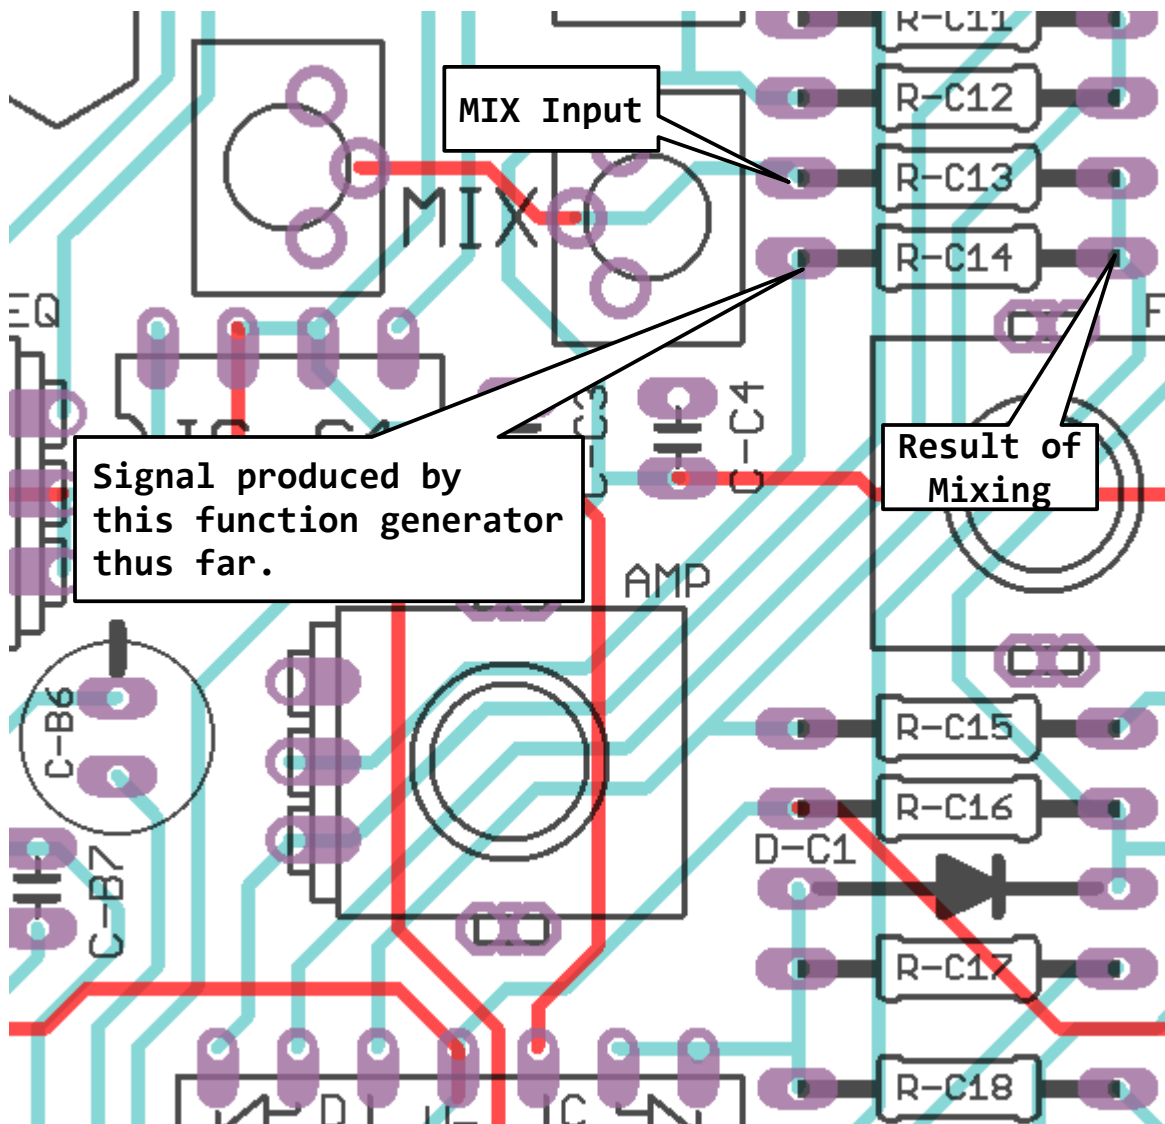 R-C11
R-C12
MIX Input
R-C13
MIX
R-C14
EQ
F
C-C4
Result of
Mixing
Signal produced by
this function generator
thus far.
AMP
C-B6
R-C15
R-C16
D-C1
C-B7
R-C17
R-C18
D
C